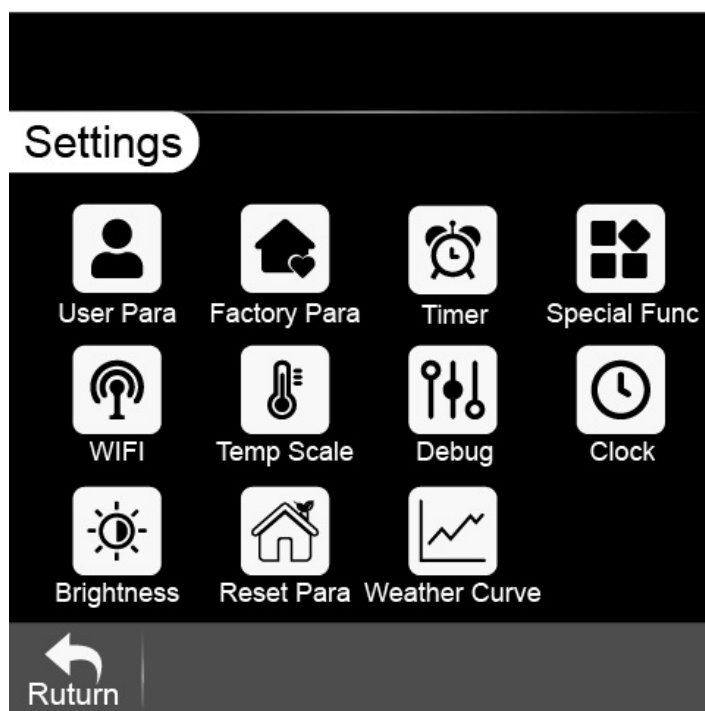 Settings
User Para
Factory Para
Timer
Special Func
WIFI
Temp Scale
Debug
Clock
Brightness
Reset Para
Weather Curve
Ruturn